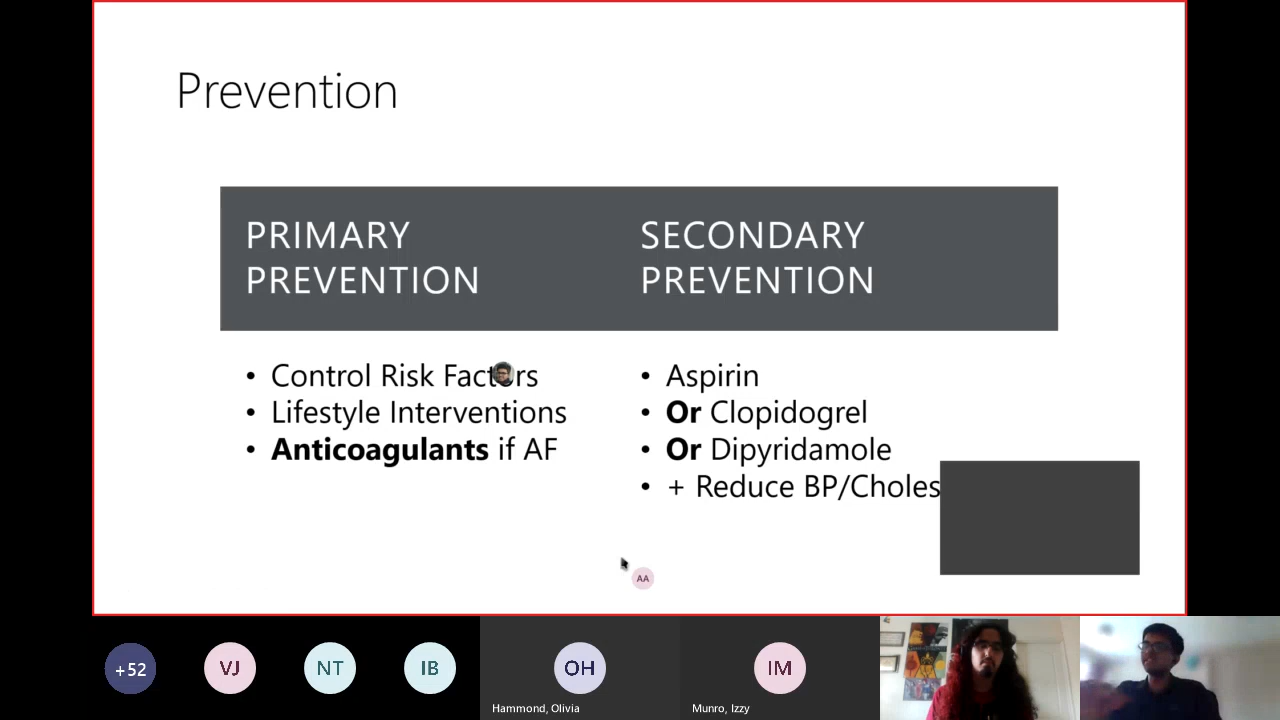 Prevention
PRIMARY
PREVENTION
SECONDARY
PREVENTION
• Control Risk Factors
• Lifestyle Interventions
• Anticoagulants if AF
• Aspirin
• Or Clopidogrel
• Or Dipyridamole
• + Reduce BP/Choles
AA
+52
VJ
NT
IB
OH
Hammond, Olivia
IM
Munro, Izzy